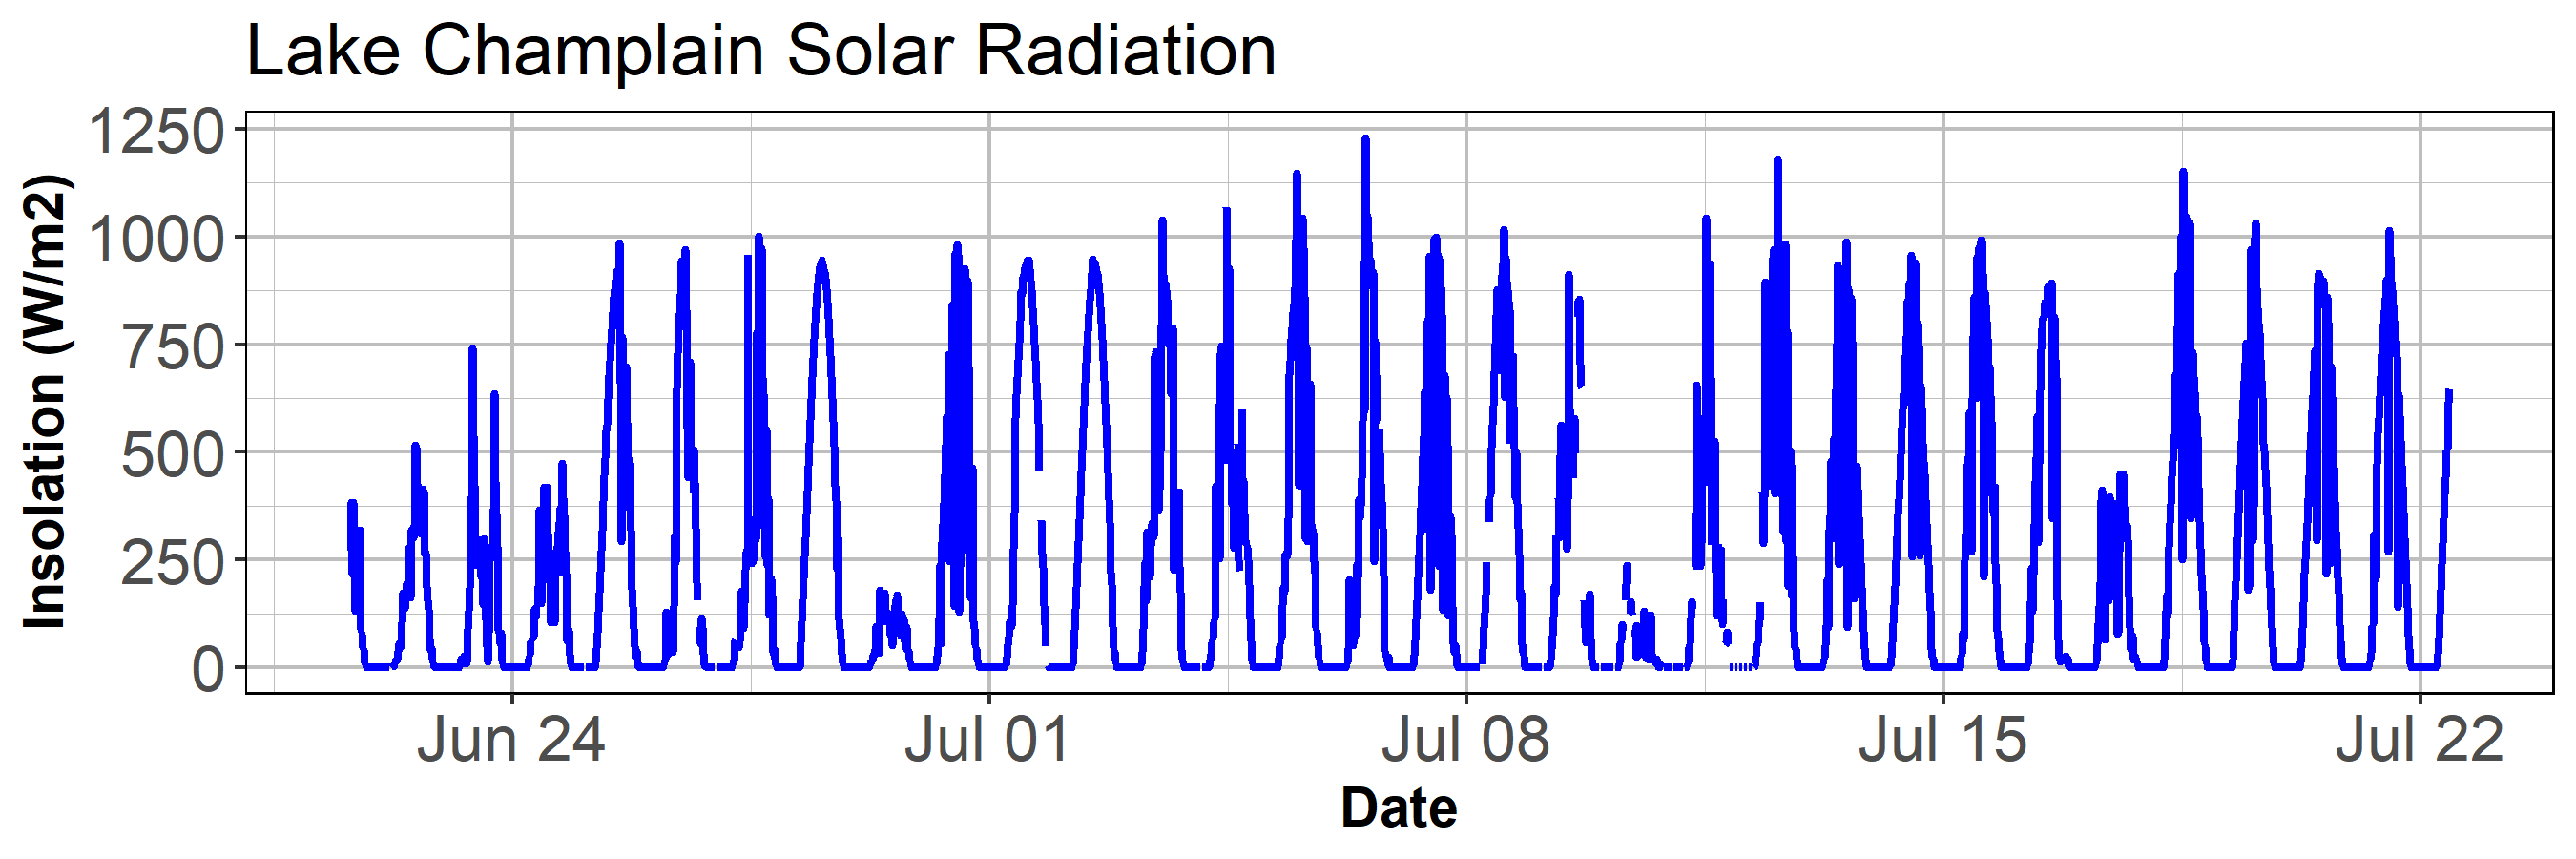 Lake Champlain Solar Radiation
1250
1000
750
500
250
0
Insolation (W/m2)
Jun 24 Jul 01 Jul 08 Jul 15 Jul 22
Date